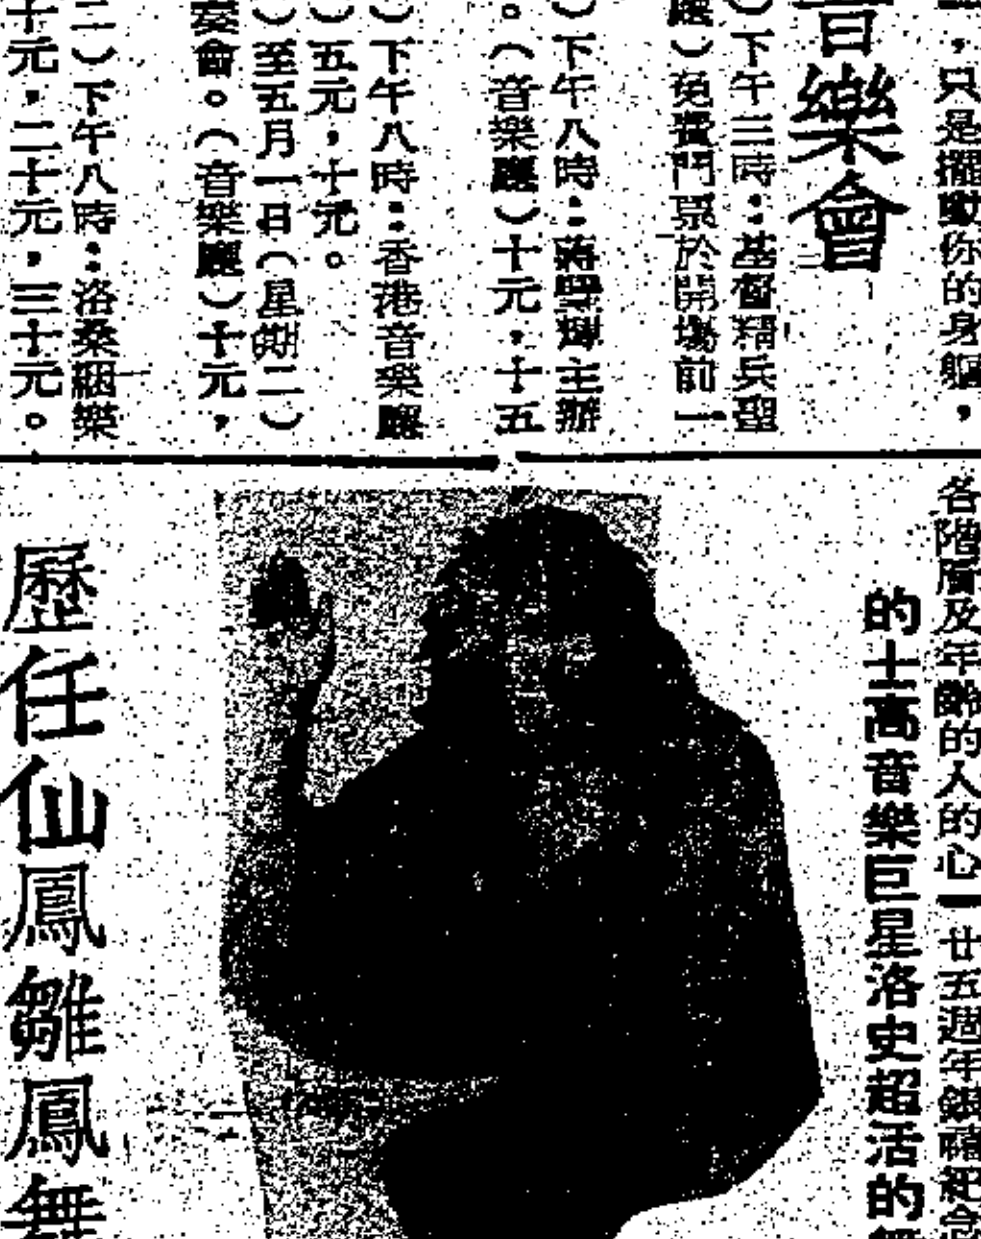 ，只是擺動你的身軀，
音樂會
）下午三時：基督精兵聖
廳）免費門票於開塲前一
）下午八時：蔣主辦
。（音樂廳）十元，十五
）下午八時：香港音樂廳
）五元，十元。
）至五月一日（星期二）
奏會。（音樂廳）十元，
二）下午八時：洛桑絪樂
十元，二十元，三十元。
各階層及年齡的人的心
廿五週年銀禧紀念
的士高音樂巨星洛史超活的
歷任仙鳳雛鳳舞